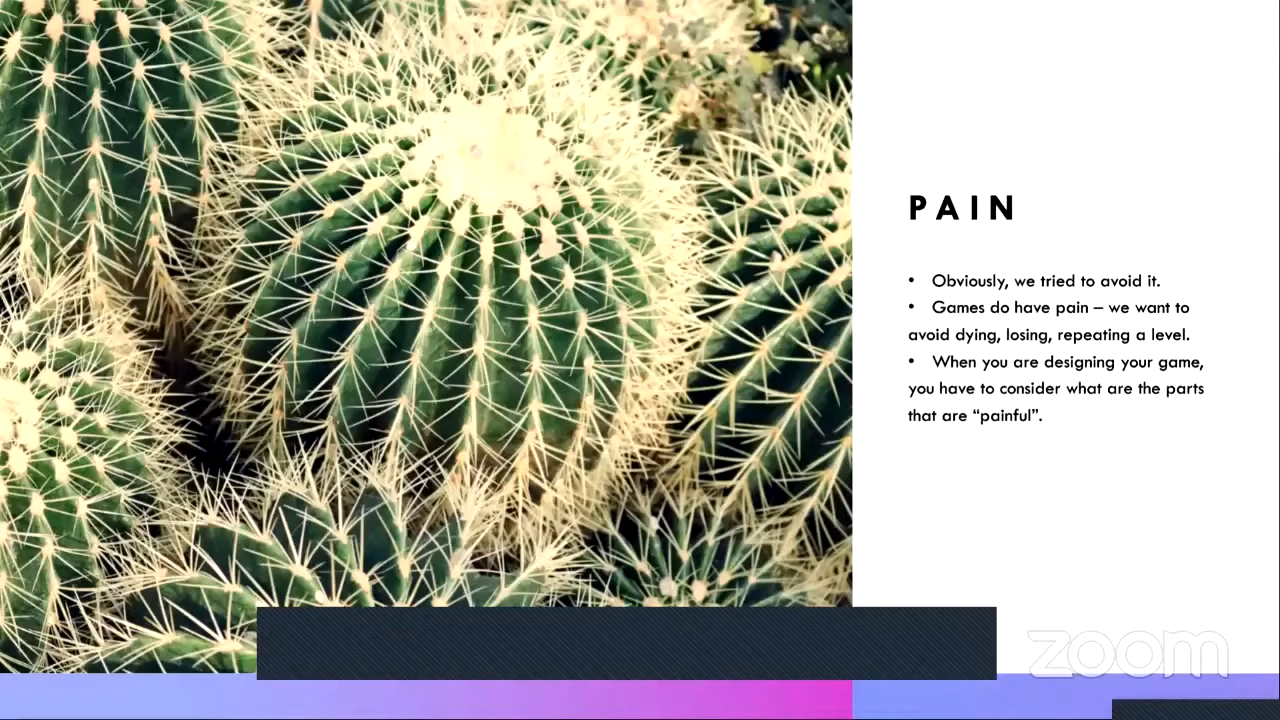 PAIN
• Obviously, we tried to avoid it.
• Games do have pain – we want to
avoid dying, losing, repeating a level.
• When you are designing your game,
you have to consider what are the parts
that are “painful”.
zoom